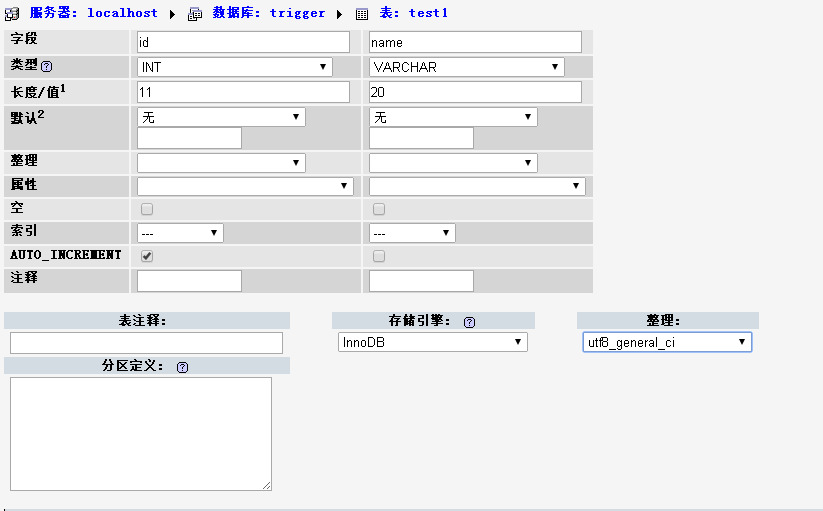 服务器: localhost ▶ 数据库: trigger ▶ 表: test1
字段 id name
类型 INT VARCHAR
长度/值1 11 20
默认2 无 无
整理
属性
空
索引 --- ---
AUTO_INCREMENT
注释
表注释: 存储引擎: 整理:
InnoDB utf8_general_ci
分区定义: